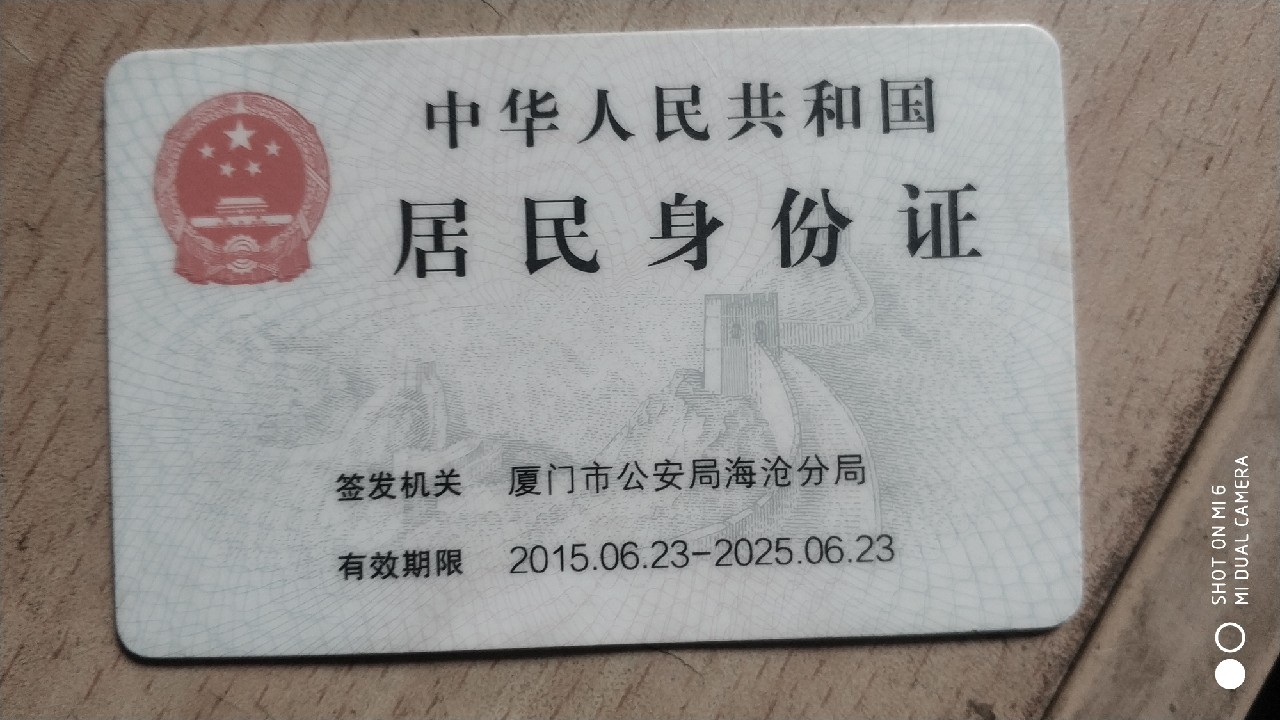 中华人民共和国
居民身份证
签发机关 厦门市公安局海沧分局
有效期限 2015.06.23-2025.06.23
SHOT ON MI 6
MI DUAL CAMERA